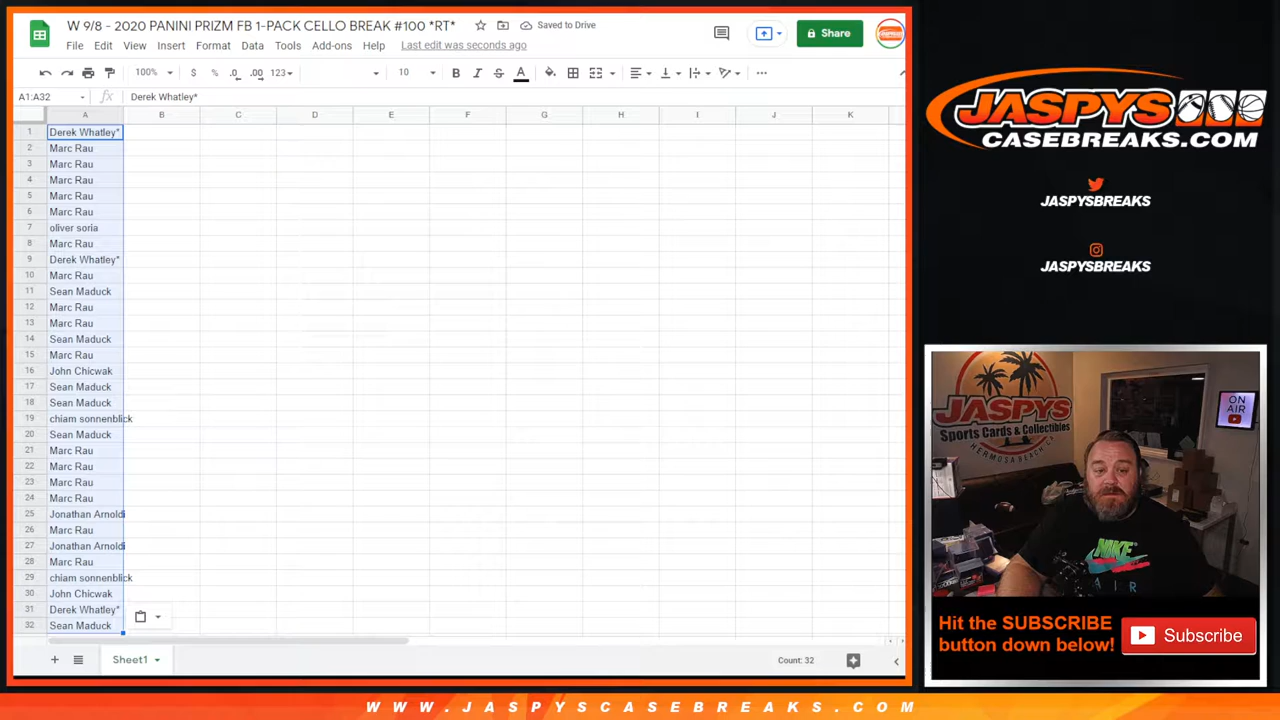 W 9/8 - 2020 PANINI PRIZM FB 1-PACK CELLO BREAK #100 *RT*
Saved to Drive
Share
File Edit View Insert Format Data Tools Add-ons Help Last edit was seconds ago
100% $ % .0 .00 123 10 B I S A
A1:A32 fx Derek Whatley*
A B C D E F G H I J K
1 Derek Whatley*
2 Marc Rau
3 Marc Rau
4 Marc Rau
5 Marc Rau
6 Marc Rau
7 oliver soria
8 Marc Rau
9 Derek Whatley*
10 Marc Rau
11 Sean Maduck
12 Marc Rau
13 Marc Rau
14 Sean Maduck
15 Marc Rau
16 John Chicwak
17 Sean Maduck
18 Sean Maduck
19 chiam sonnenblick
20 Sean Maduck
21 Marc Rau
22 Marc Rau
23 Marc Rau
24 Marc Rau
25 Jonathan Arnoldi
26 Marc Rau
27 Jonathan Arnoldi
28 Marc Rau
29 chiam sonnenblick
30 John Chicwak
31 Derek Whatley*
32 Sean Maduck
Sheet1
Count: 32
JASPYS
CASEBREAKS.COM
JASPYSBREAKS
JASPYSBREAKS
JASPYS
Sports Cards & Collectibles
HERMOSA BEACH CA
ON
AIR
NIKE
AIR
Hit the SUBSCRIBE
button down below!
Subscribe
WWW.JASPYSCASEBREAKS.COM